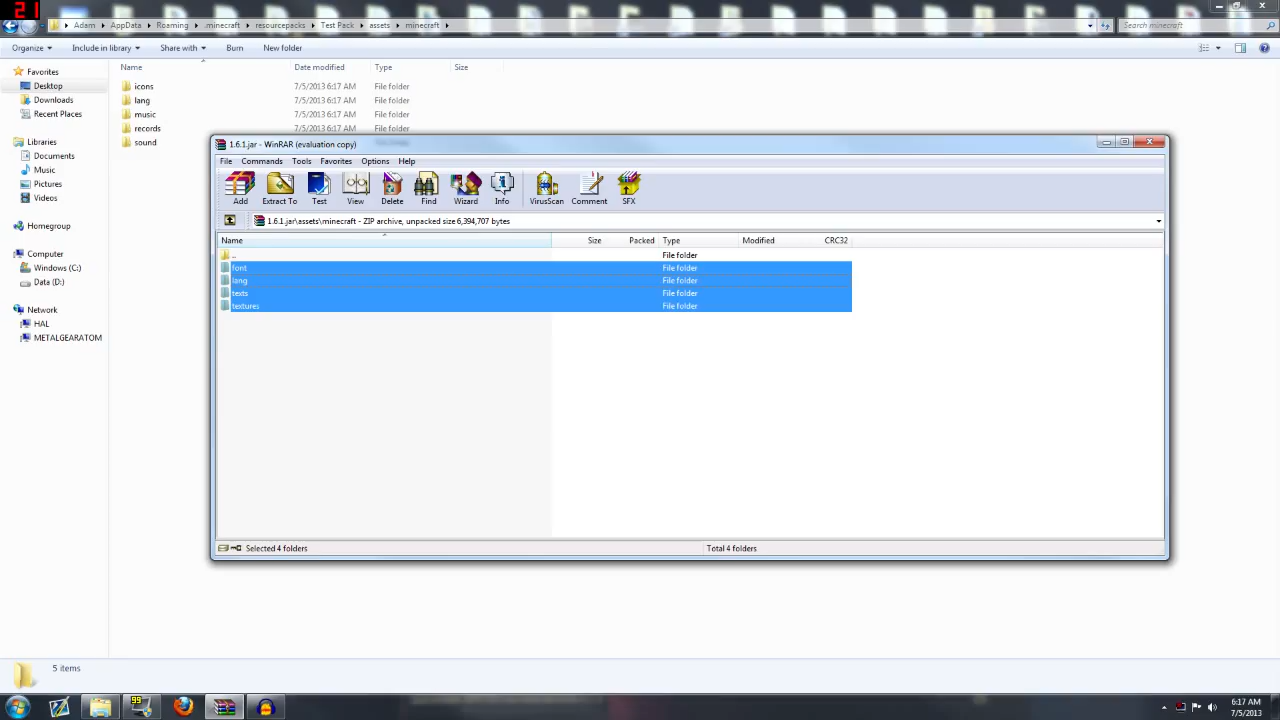 21
Adam ▸ AppData ▸ Roaming ▸ .minecraft ▸ resourcepacks ▸ Test Pack ▸ assets ▸ minecraft ▸
Search minecraft
Organize Include in library Share with Burn New folder
Name Date modified Type Size
Favorites
Desktop
Downloads
Recent Places
Libraries
Documents
Music
Pictures
Videos
Homegroup
Computer
Windows (C:)
Data (D:)
Network
HAL
METALGEARATOM
icons 7/5/2013 6:17 AM File folder
lang 7/5/2013 6:17 AM File folder
music 7/5/2013 6:17 AM File folder
records 7/5/2013 6:17 AM File folder
sound
1.6.1.jar - WinRAR (evaluation copy)
File Commands Tools Favorites Options Help
Add Extract To Test View Delete Find Wizard Info VirusScan Comment SFX
1.6.1.jar\assets\minecraft - ZIP archive, unpacked size 6,394,707 bytes
Name Size Packed Type Modified CRC32
.. File folder
font File folder
lang File folder
texts File folder
textures File folder
Selected 4 folders Total 4 folders
5 items
99
6:17 AM
7/5/2013